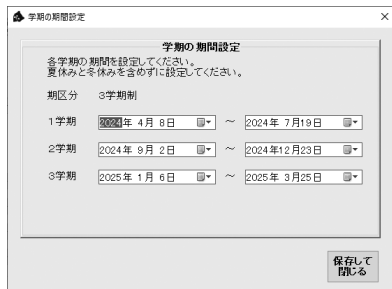 学期の期間設定
学期の期間設定
各学期の期間を設定してください。
夏休みと冬休みを含めずに設定してください。
期区分 3学期制
1学期 2024年 4月 8日 ～ 2024年 7月19日
2学期 2024年 9月 2日 ～ 2024年12月23日
3学期 2025年 1月 6日 ～ 2025年 3月25日
保存して
閉じる